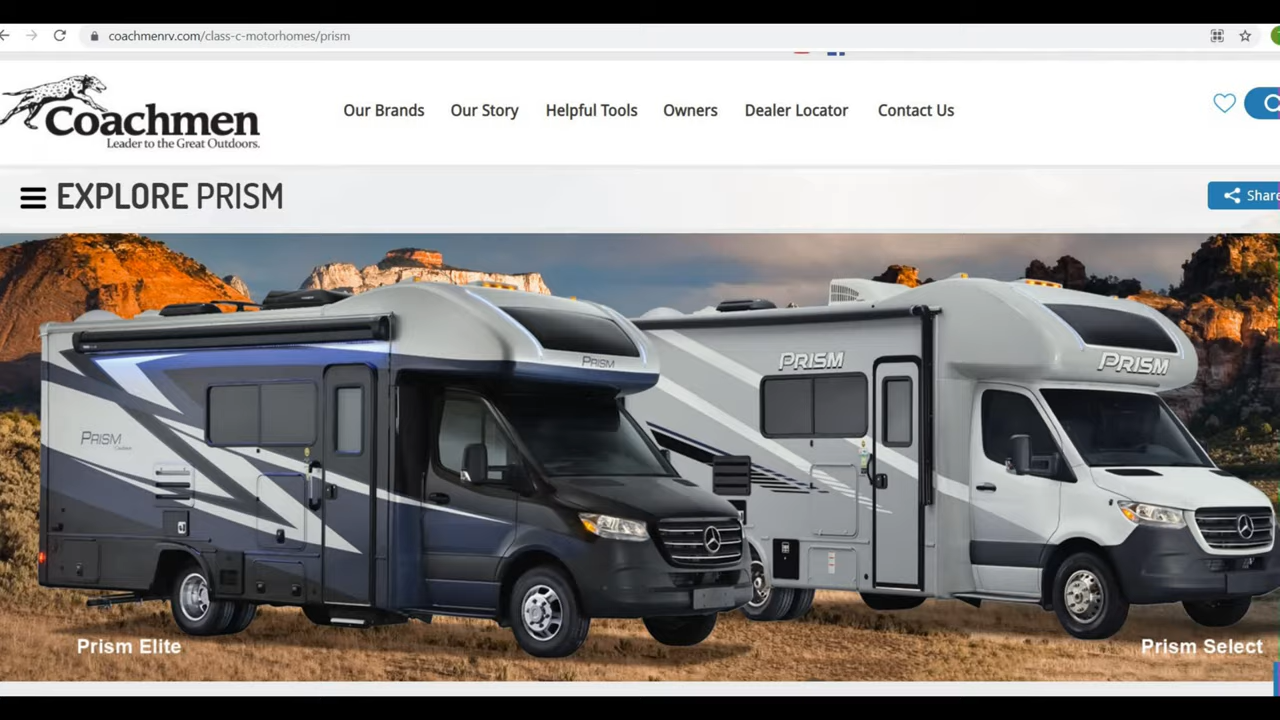 coachmenrv.com/class-c-motorhomes/prism
Coachmen
Leader to the Great Outdoors.
Our Brands
Our Story
Helpful Tools
Owners
Dealer Locator
Contact Us
EXPLORE PRISM
Share
PRISM
PRISM
PRISM
PRISM
Prism Elite
Prism Select